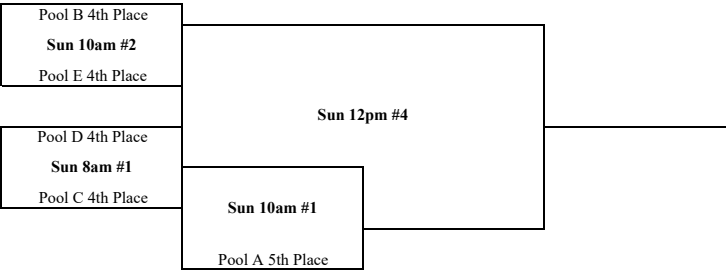 Pool B 4th Place
Sun 10am #2
Pool E 4th Place
Sun 12pm #4
Pool D 4th Place
Sun 8am #1
Pool C 4th Place
Sun 10am #1
Pool A 5th Place